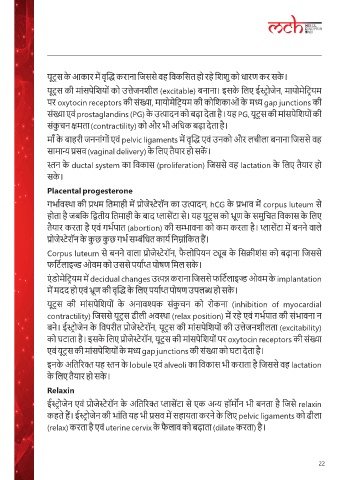 mch
यूट्रस के आकार में वृद्धि कराना जिससे वह विकसित हो रहे शिशु को धारण कर सके।
यूट्रस की मांसपेशियों को उत्तेजनशील (excitable) बनाना। इसके लिए ईस्ट्रोजेन, मायोमेट्रियम
पर oxytocin receptors की संख्या, मायोमेट्रियम की कोशिकाओं के मध्य gap junctions की
संख्या एवं prostaglandins (PG) के उत्पादन को बढ़ा देता है। यह PG, यूट्रस की मांसपेशियों की
संकुचन क्षमता (contractility) को और भी अधिक बढ़ा देता है।
माँ के बाहरी जननांगों एवं pelvic ligaments में वृद्धि एवं उनको और लचीला बनाना जिससे वह
सामान्य प्रसव (vaginal delivery) के लिए तैयार हो सके।
स्तन के ductal system का विकास (proliferation) जिससे वह lactation के लिए तैयार हो
सके।
Placental progesterone
गर्भावस्था की प्रथम तिमाही में प्रोजेस्टेरॉन का उत्पादन, hCG के प्रभाव में corpus luteum से
होता है जबकि द्वितीय तिमाही के बाद प्लासेंटा से। यह यूट्रस को भ्रूण के समुचित विकास के लिए
तैयार करता है एवं गर्भपात (abortion) की सम्भावना को कम करता है। प्लासेंटा में बनने वाले
प्रोजेस्टेरॉन के कुछ कुछ गर्भ सम्बंधित कार्य निम्नांकित हैं।
Corpus luteum से बनने वाला प्रोजेस्टेरॉन, फैलोपियन ट्यूब के सिक्रीशंस को बढ़ाना जिससे
फर्टिलाइज्ड ओवम को उससे पर्याप्त पोषण मिल सके।
एंडोमेट्रियम में decidual changes उत्पन्न कराना जिससे फर्टिलाइज्ड ओवम के implantation
में मदद हो एवं भ्रूण की वृद्धि के लिए पर्याप्त पोषण उपलब्ध हो सके।
यूट्रस की मांसपेशियों के अनावश्यक संकुचन को रोकना (inhibition of myocardial
contractility) जिससे यूट्रस ढीली अवस्था (relax position) में रहे एवं गर्भपात की संभावना न
बने। ईस्ट्रोजेन के विपरीत प्रोजेस्टेरॉन, यूट्रस की मांसपेशियों की उत्तेजनशीलता (excitability)
को घटाता है। इसके लिए प्रोजेस्टेरॉन, यूट्रस की मांसपेशियों पर oxytocin receptors की संख्या
एवं यूट्रस की मांसपेशियों के मध्य gap junctions की संख्या को घटा देता है।
इनके अतिरिक्त यह स्तन के lobule एवं alveoli का विकास भी कराता है जिससे वह lactation
के लिए तैयार हो सके।
Relaxin
ईस्ट्रोजेन एवं प्रोजेस्टेरॉन के अतिरिक्त प्लासेंटा से एक अन्य हॉर्मोन भी बनता है जिसे relaxin
कहते हैं। ईस्ट्रोजेन की भांति यह भी प्रसव में सहायता करने के लिए pelvic ligaments को ढीला
(relax) करता है एवं uterine cervix के फैलाव को बढ़ाता (dilate करता) है।
22